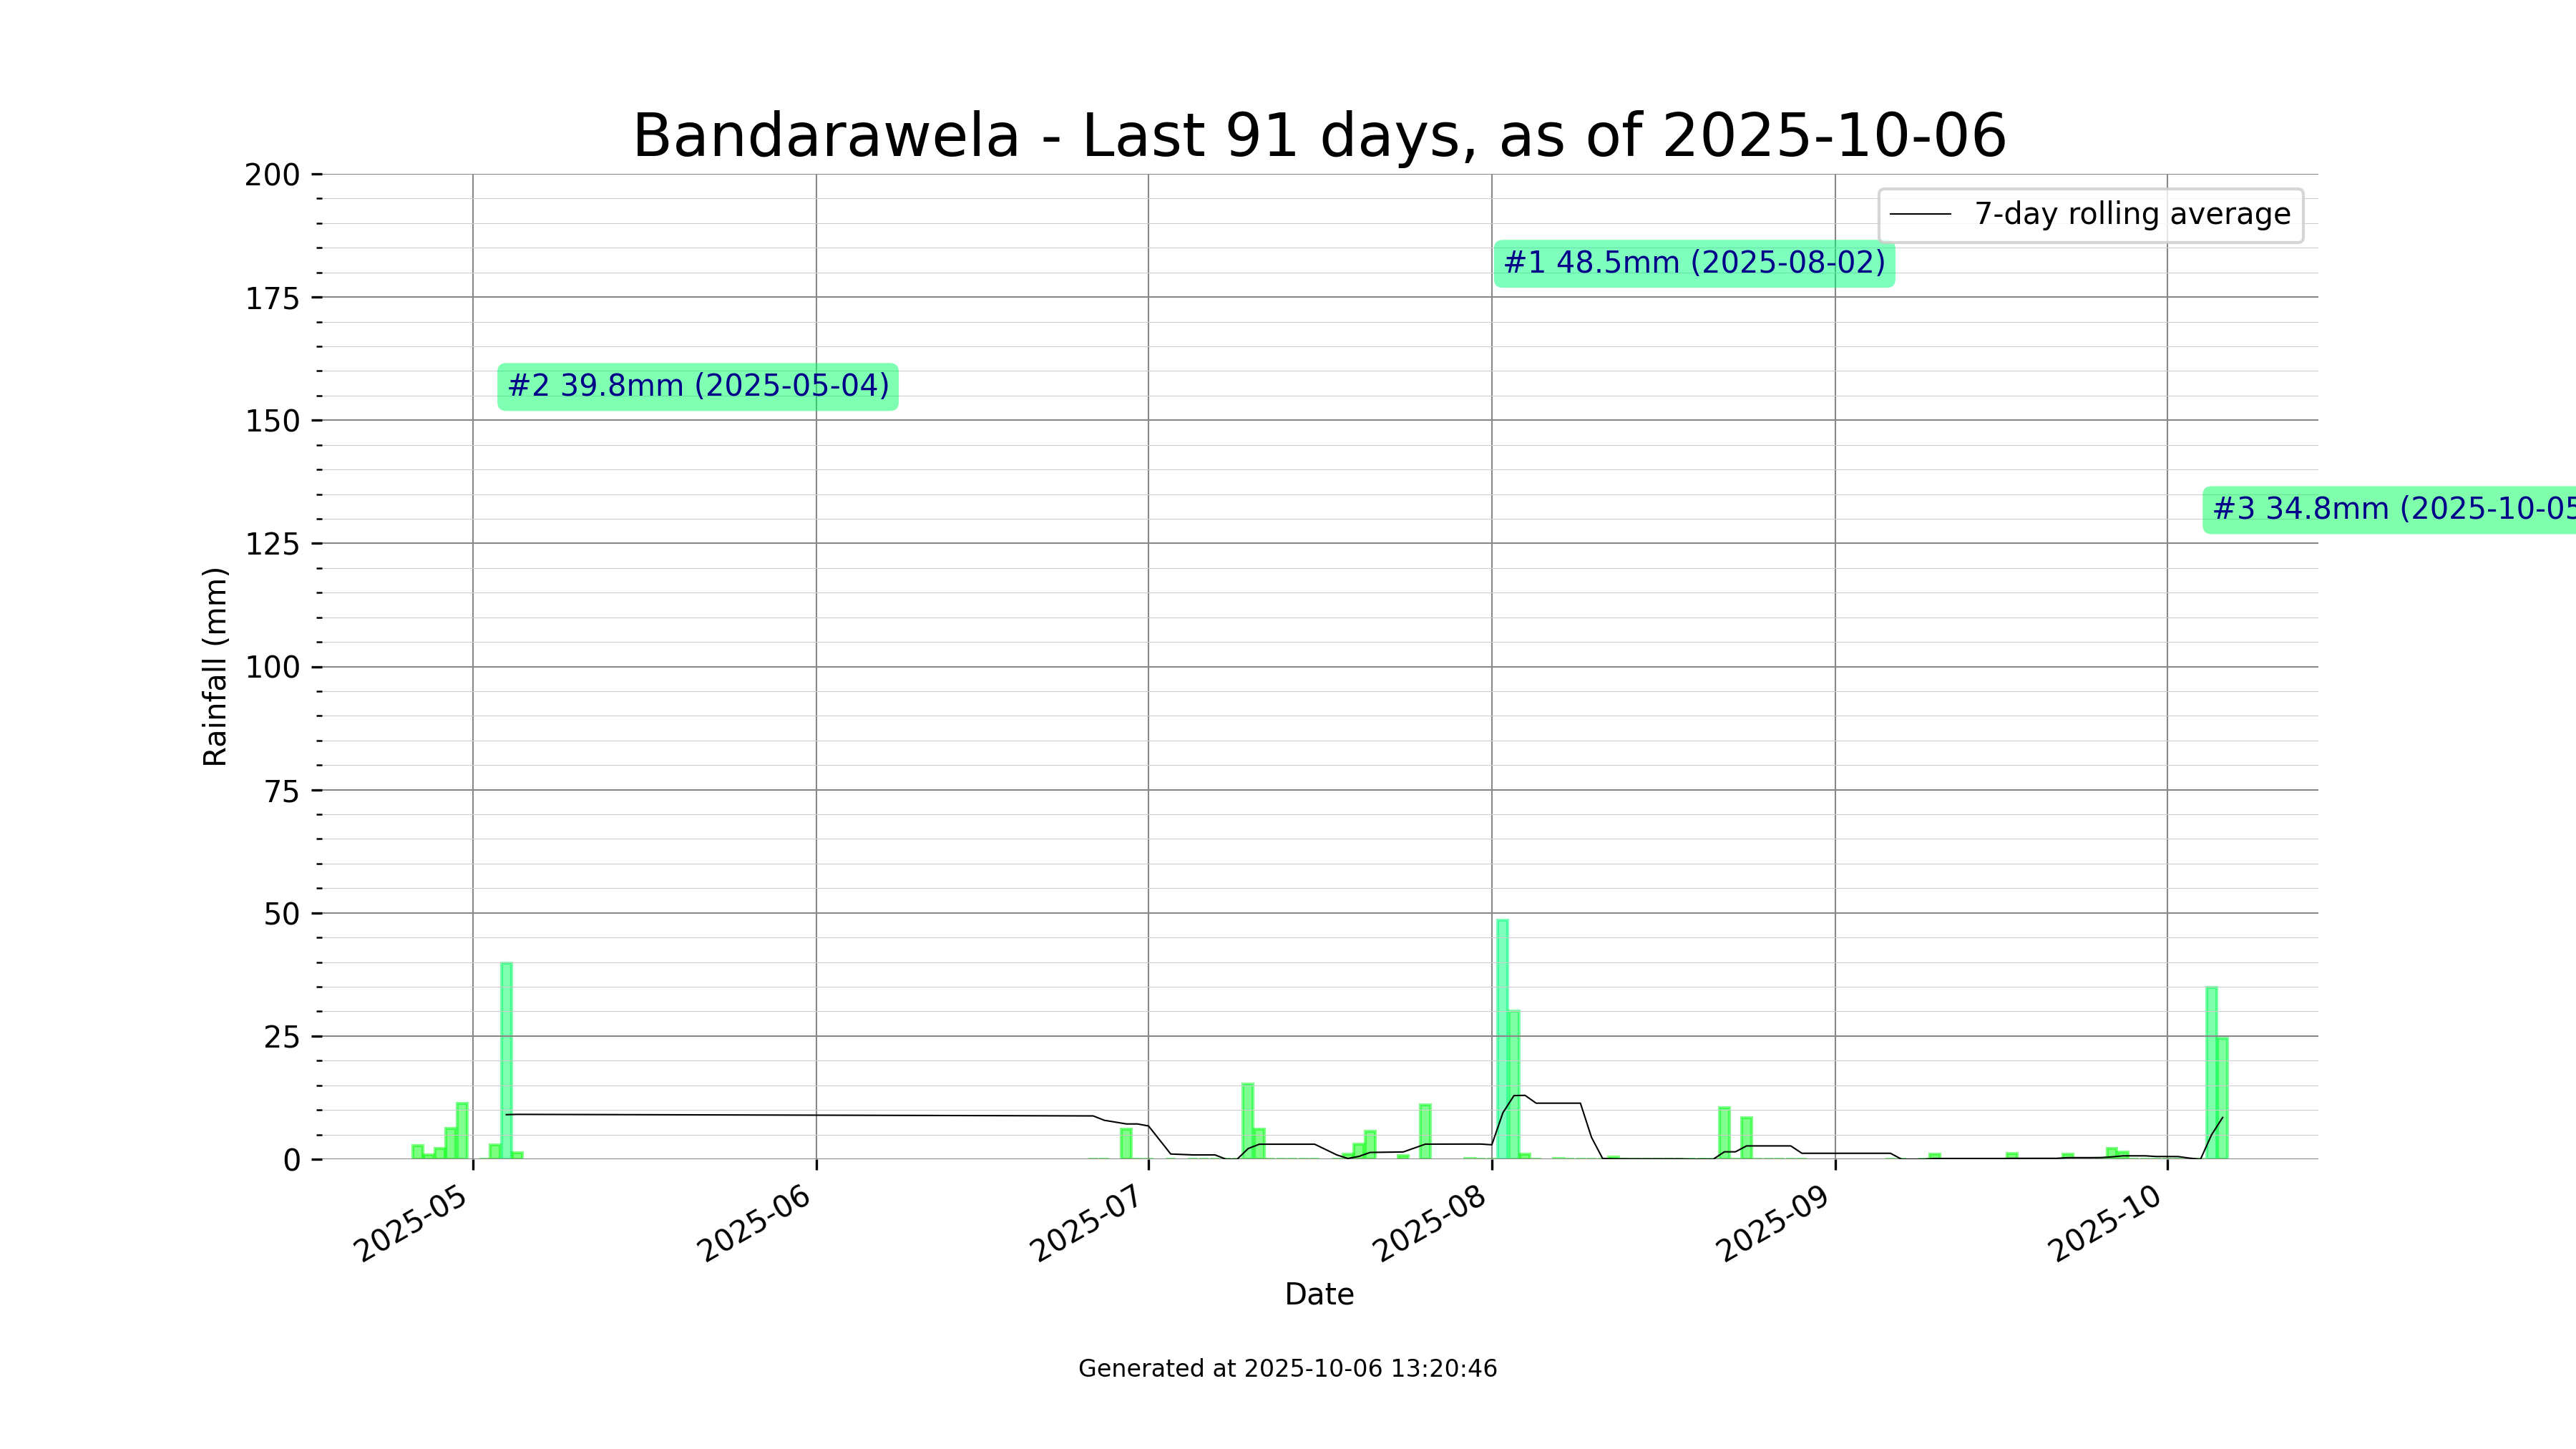 Bandarawela - Last 91 days, as of 2025-10-06
200
175
150
125
100
75
50
25
0
Rainfall (mm)
7-day rolling average
#1 48.5mm (2025-08-02)
#2 39.8mm (2025-05-04)
#3 34.8mm (2025-10-05
2025-05
2025-06
2025-07
2025-08
2025-09
2025-10
Date
Generated at 2025-10-06 13:20:46